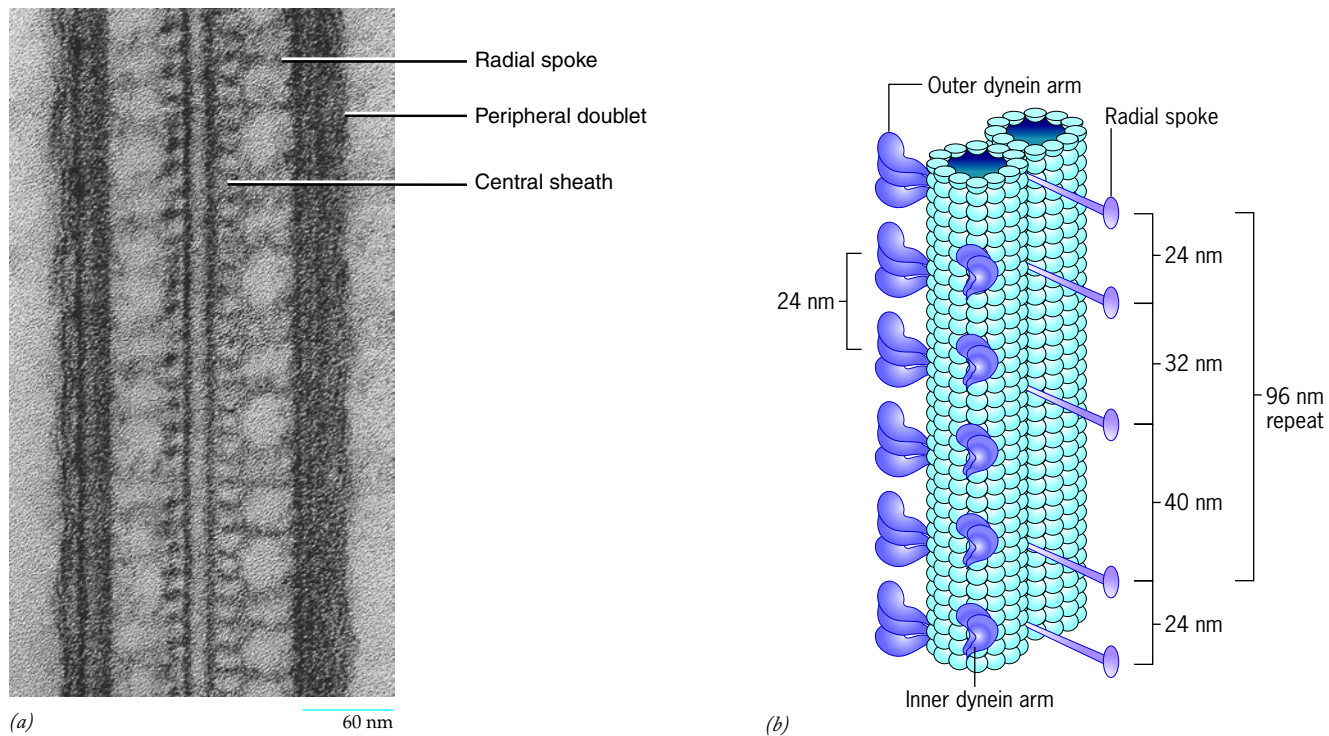 Radial spoke
Peripheral doublet
Central sheath
60 nm
(a)
Outer dynein arm
Radial spoke
24 nm
24 nm
32 nm
96 nm
repeat
40 nm
24 nm
Inner dynein arm
(b)